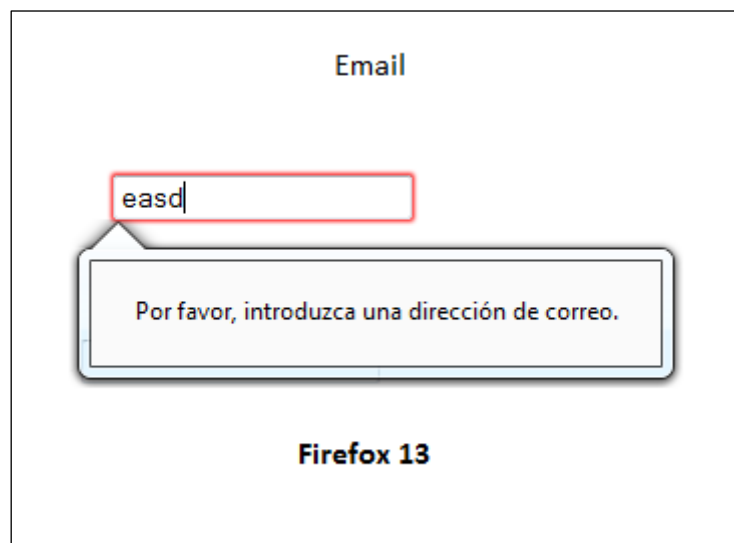 Email
easd
Por favor, introduzca una dirección de correo.
Firefox 13